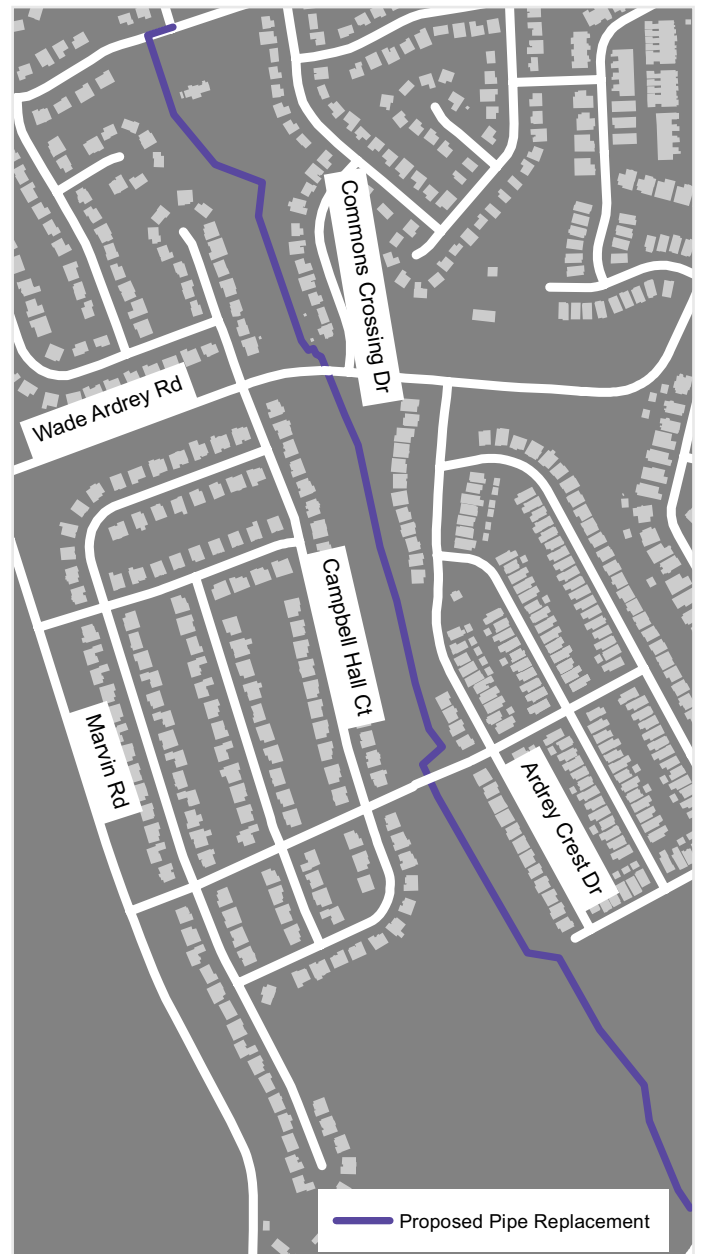 Commons Crossing Dr
Wade Ardrey Rd
Campbell Hall Ct
Marvin Rd
Ardrey Crest Dr
Proposed Pipe Replacement